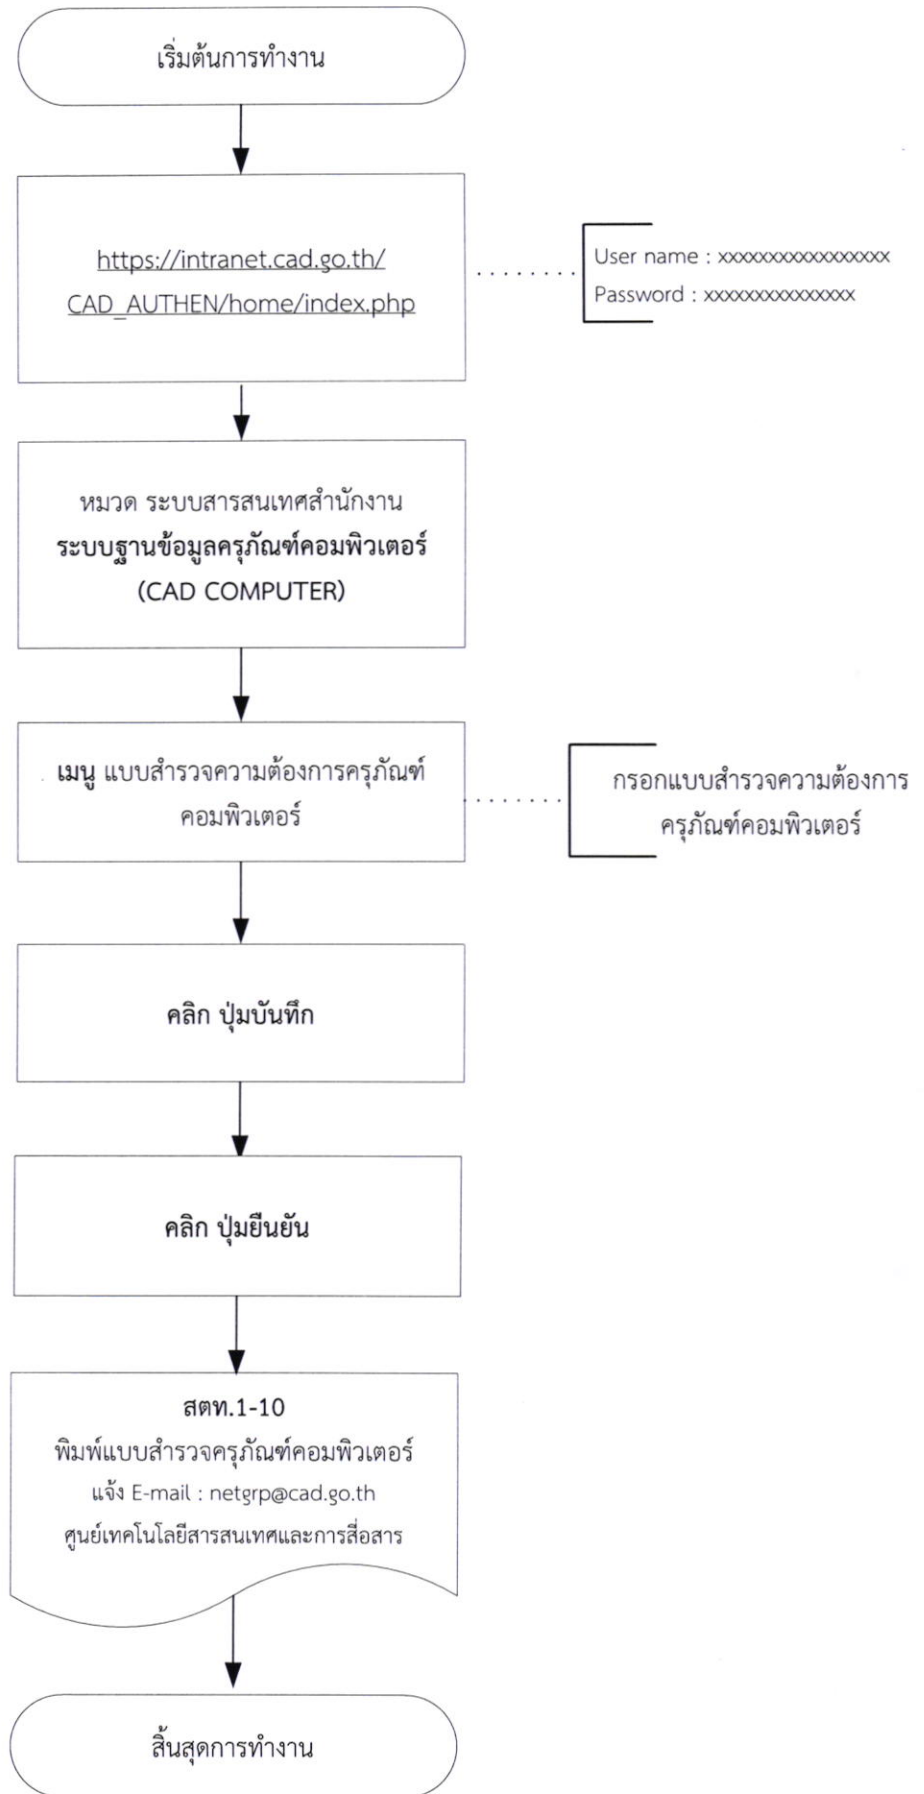 เริ่มต้นการทำงาน
https://intranet.cad.go.th/
CAD_AUTHEN/home/index.php
User name : xxxxxxxxxxxxxxxxx
Password : xxxxxxxxxxxxxxx
หมวด ระบบสารสนเทศสำนักงาน
ระบบฐานข้อมูลครุภัณฑ์คอมพิวเตอร์
(CAD COMPUTER)
เมนู แบบสำรวจความต้องการครุภัณฑ์
คอมพิวเตอร์
กรอกแบบสำรวจความต้องการ
ครุภัณฑ์คอมพิวเตอร์
คลิก ปุ่มบันทึก
คลิก ปุ่มยืนยัน
สตท.1-10
พิมพ์แบบสำรวจครุภัณฑ์คอมพิวเตอร์
แจ้ง E-mail : netgrp@cad.go.th
ศูนย์เทคโนโลยีสารสนเทศและการสื่อสาร
สิ้นสุดการทำงาน